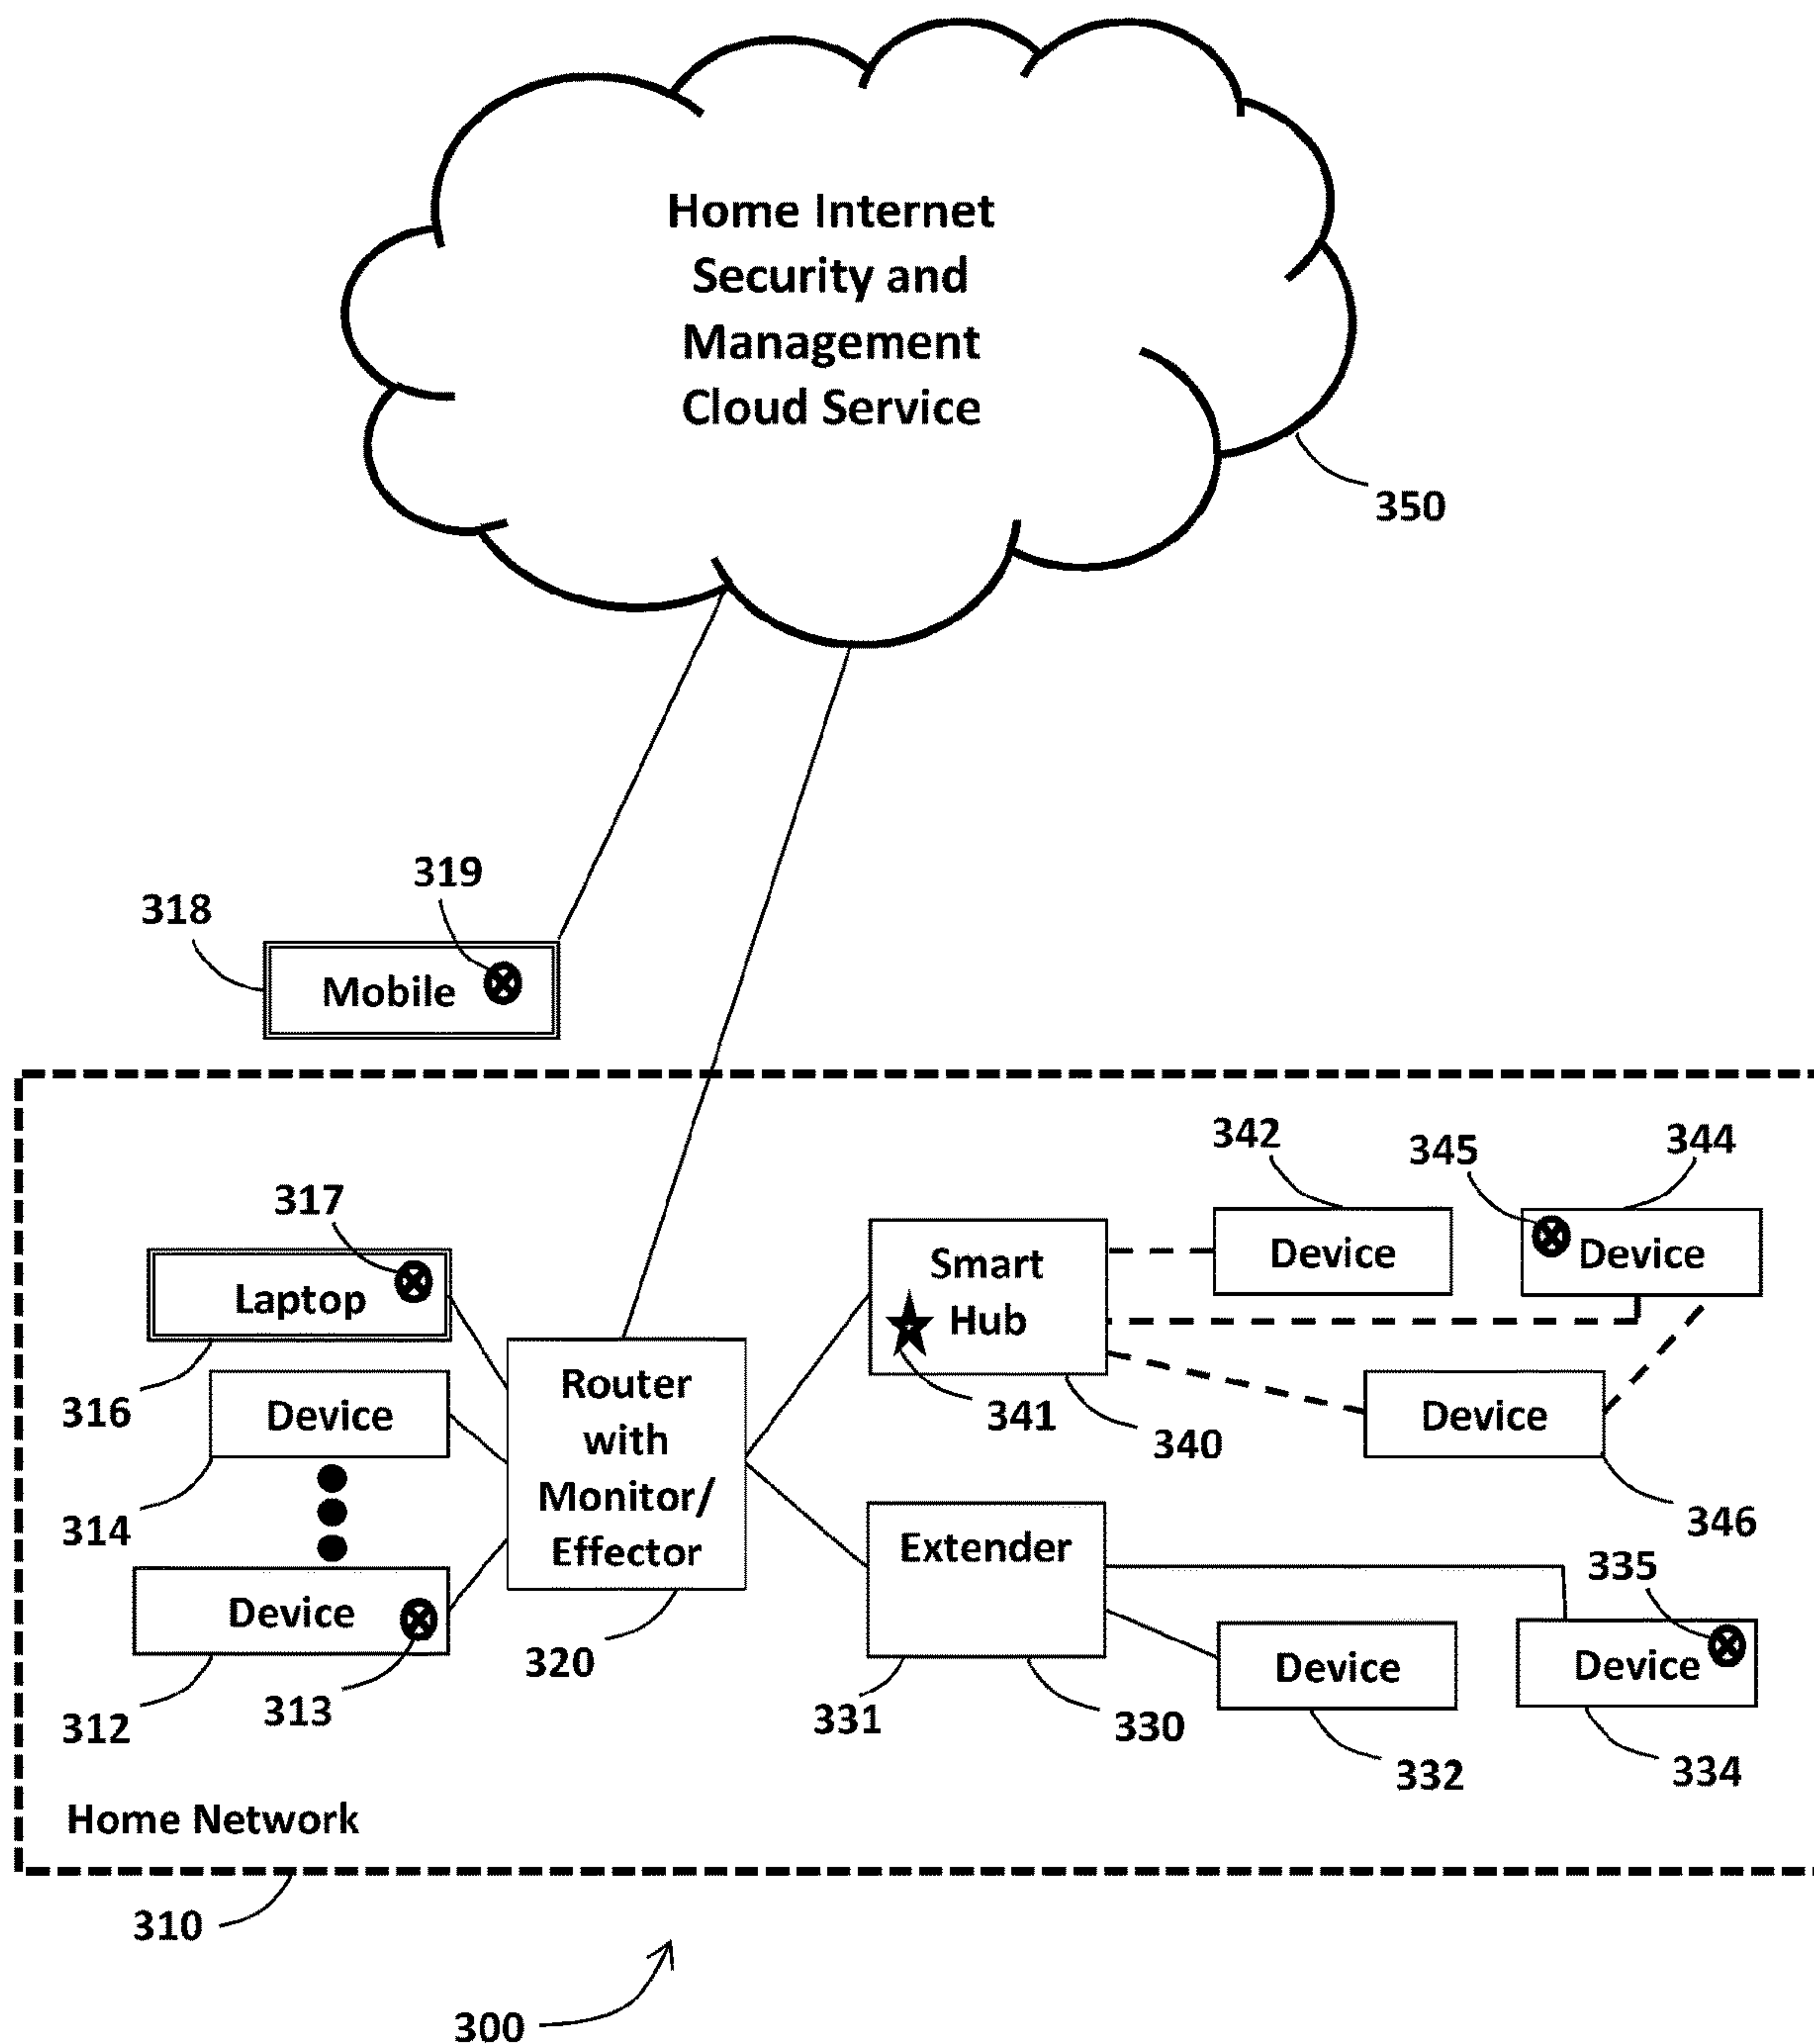 Home Internet
Security and
Management
Cloud Service
350
319
318
Mobile
342
345
344
317
Device
Device
Smart
Hub
Laptop
341
340
316
Router
with
Monitor/
Effector
Device
Device
346
314
Extender
335
Device
320
Device
Device
313
331
330
312
332
334
Home Network
310
300